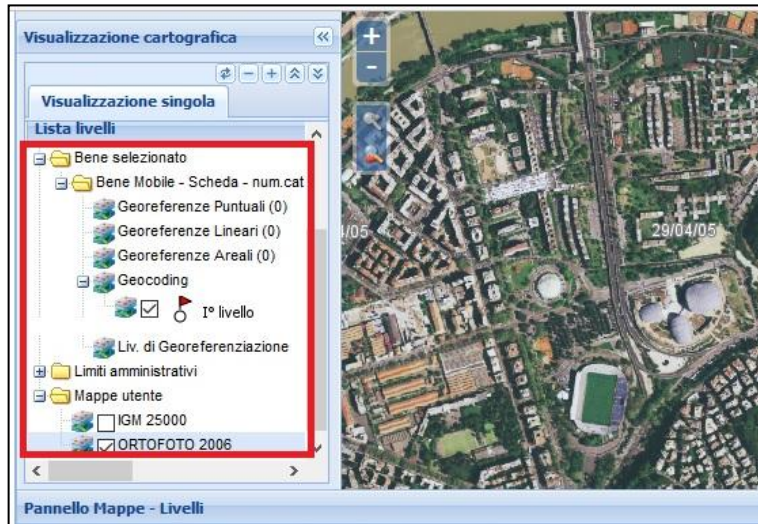 Visualizzazione cartografica
Visualizzazione singola
Lista livelli
Bene selezionato
Bene Mobile - Scheda - num.cat
Georeferenze Puntuali (0)
Georeferenze Lineari (0)
Georeferenze Areali (0)
Geocoding
I° livello
Liv. di Georeferenziazione
Limiti amministrativi
Mappe utente
IGM 25000
ORTOFOTO 2006
Pannello Mappe - Livelli
+
-
4/05
29/04/05